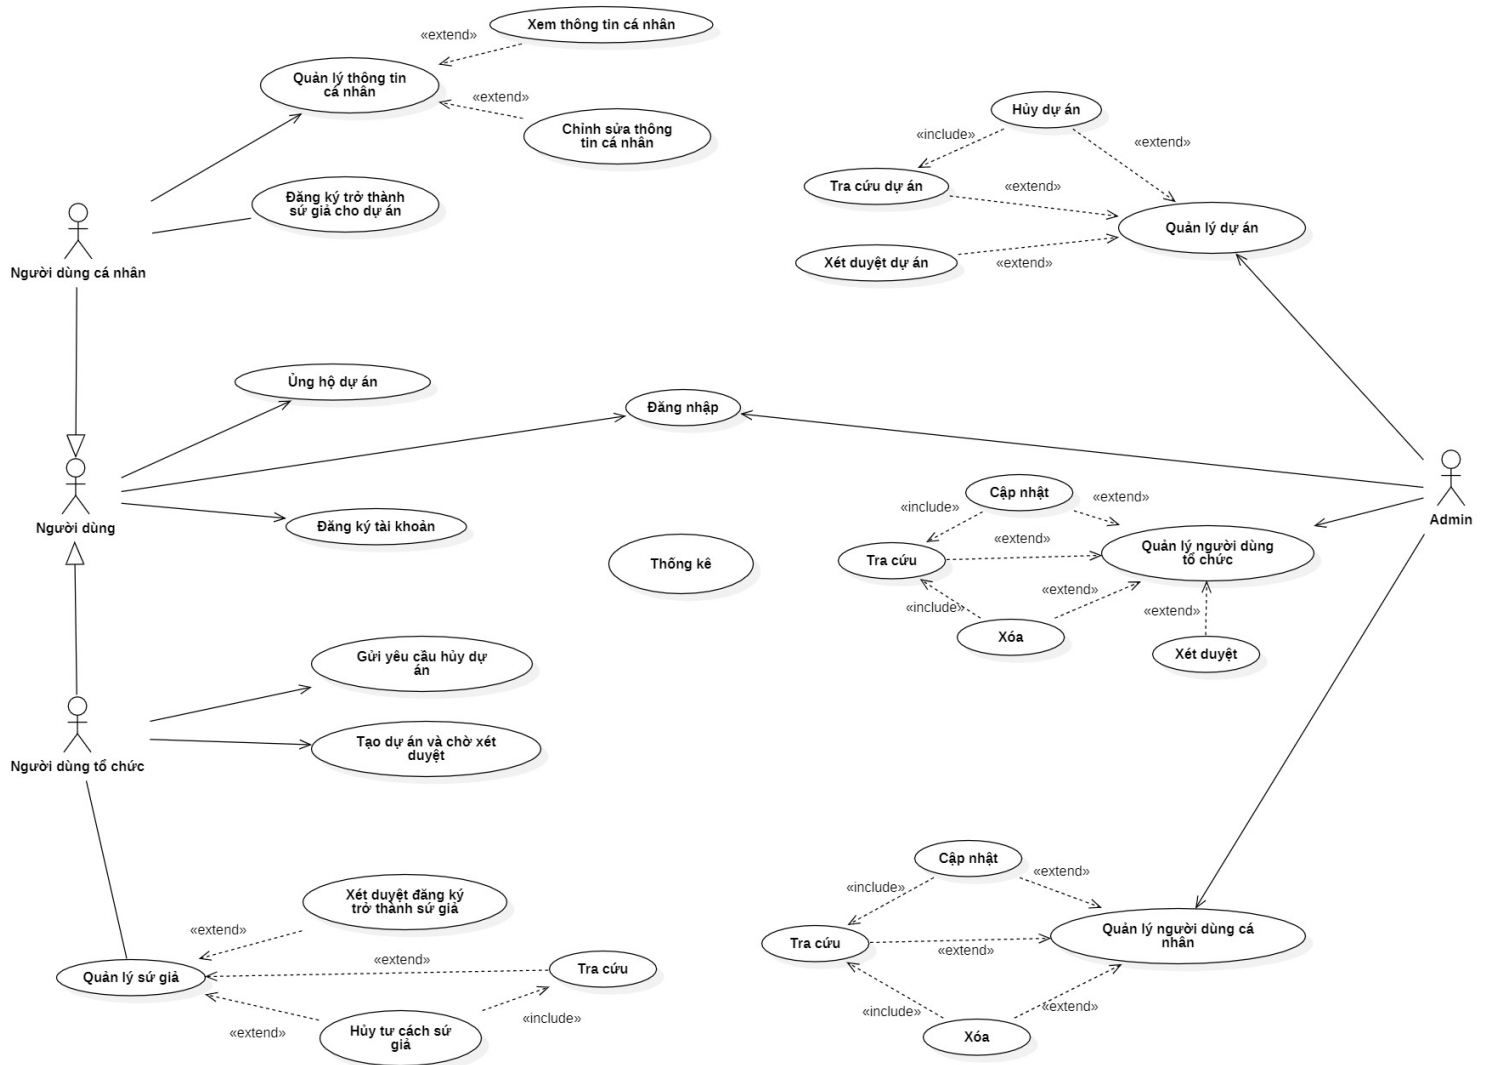 Xem thông tin cá nhân
«extend»
Quản lý thông tin
cá nhân
«extend»
Chỉnh sửa thông
tin cá nhân
Đăng ký trở thành
sứ giả cho dự án
Người dùng cá nhân
Hủy dự án
«include»
«extend»
Tra cứu dự án
«extend»
Quản lý dự án
Xét duyệt dự án
«extend»
Ủng hộ dự án
Đăng nhập
Người dùng
Đăng ký tài khoản
Thống kê
Admin
Cập nhật
«include»
«extend»
«extend»
Tra cứu
Quản lý người dùng
tổ chức
«include»
«extend»
«extend»
Xóa
Xét duyệt
Gửi yêu cầu hủy dự
án
Tạo dự án và chờ xét
duyệt
Người dùng tổ chức
Xét duyệt đăng ký
trở thành sứ giả
«extend»
«extend»
Tra cứu
Quản lý sứ giả
«extend»
Hủy tư cách sứ
giả
«include»
Cập nhật
«include»
«extend»
Tra cứu
«extend»
Quản lý người dùng cá
nhân
«include»
«extend»
Xóa